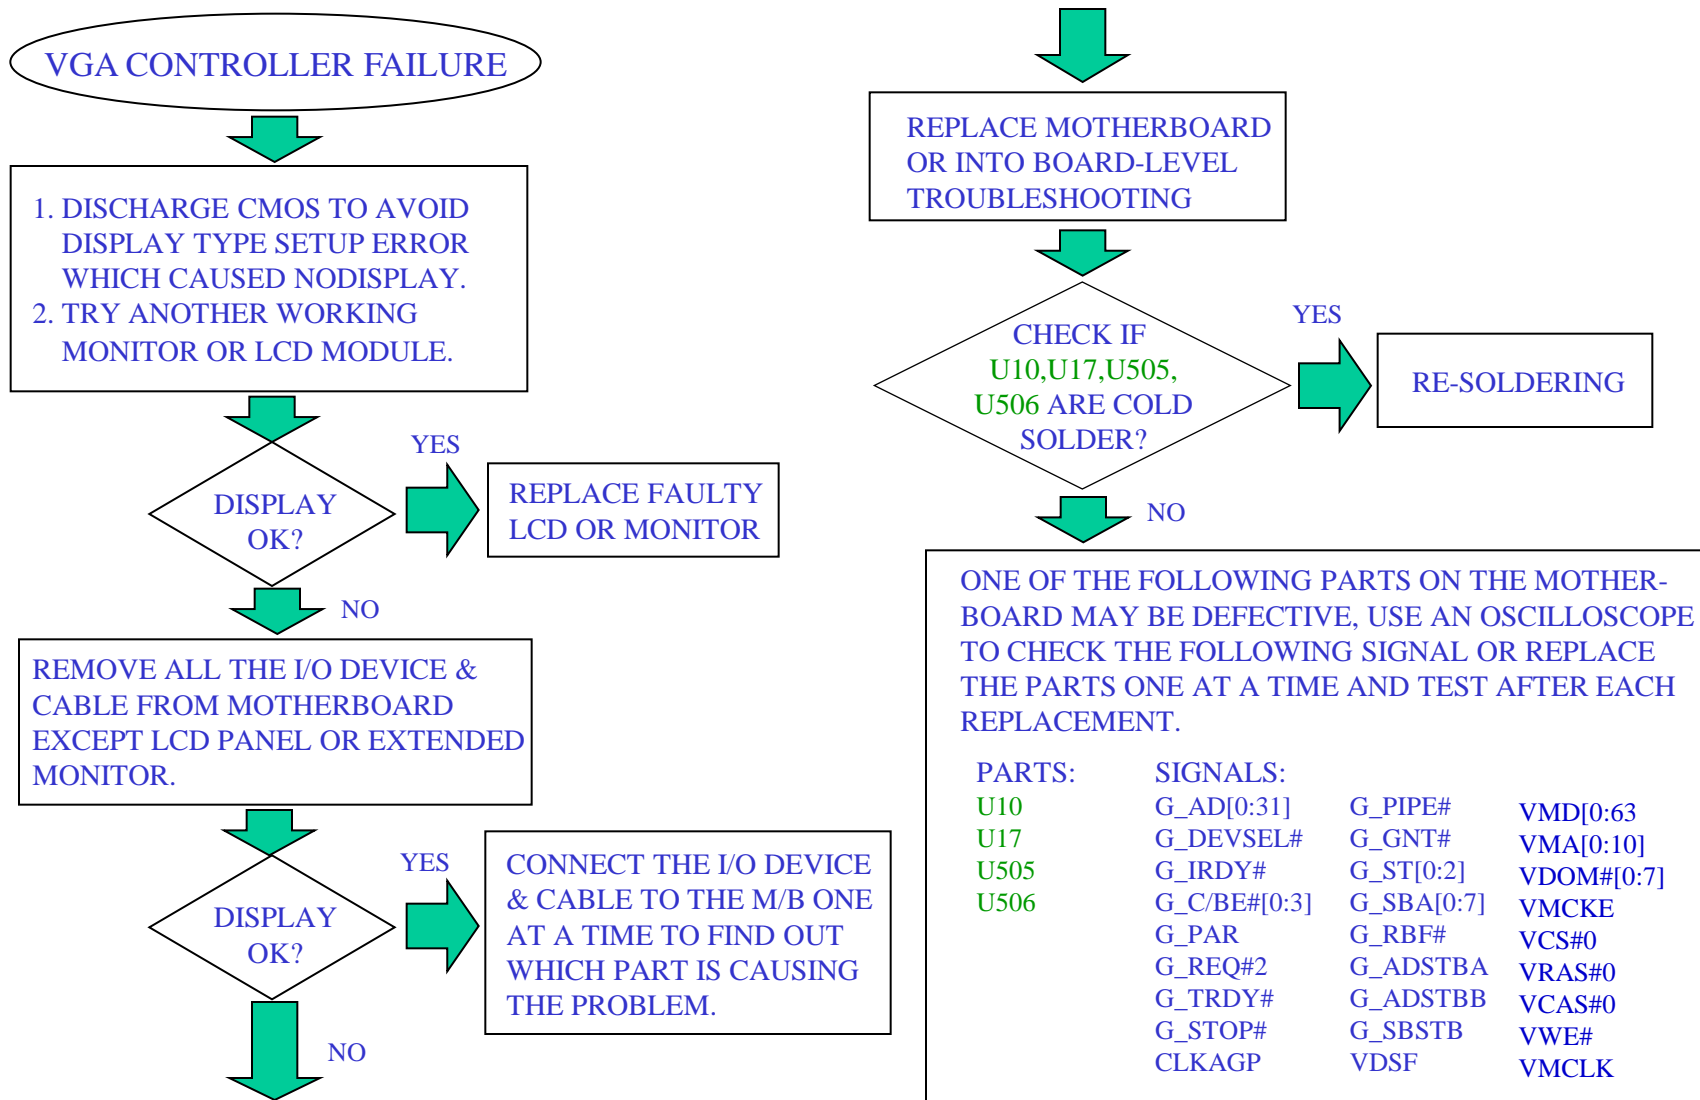 VGA CONTROLLER FAILURE
1. DISCHARGE CMOS TO AVOID
DISPLAY TYPE SETUP ERROR
WHICH CAUSED NODISPLAY.
2. TRY ANOTHER WORKING
MONITOR OR LCD MODULE.
DISPLAY
OK?
YES
REPLACE FAULTY
LCD OR MONITOR
NO
REMOVE ALL THE I/O DEVICE &
CABLE FROM MOTHERBOARD
EXCEPT LCD PANEL OR EXTENDED
MONITOR.
DISPLAY
OK?
YES
CONNECT THE I/O DEVICE
& CABLE TO THE M/B ONE
AT A TIME TO FIND OUT
WHICH PART IS CAUSING
THE PROBLEM.
NO
REPLACE MOTHERBOARD
OR INTO BOARD-LEVEL
TROUBLESHOOTING
CHECK IF
U10,U17,U505,
U506 ARE COLD
SOLDER?
YES
RE-SOLDERING
NO
ONE OF THE FOLLOWING PARTS ON THE MOTHER-
BOARD MAY BE DEFECTIVE, USE AN OSCILLOSCOPE
TO CHECK THE FOLLOWING SIGNAL OR REPLACE
THE PARTS ONE AT A TIME AND TEST AFTER EACH
REPLACEMENT.
PARTS:
U10
U17
U505
U506
SIGNALS:
G_AD[0:31]
G_DEVSEL#
G_IRDY#
G_C/BE#[0:3]
G_PAR
G_REQ#2
G_TRDY#
G_STOP#
CLKAGP
G_PIPE#
G_GNT#
G_ST[0:2]
G_SBA[0:7]
G_RBF#
G_ADSTBA
G_ADSTBB
G_SBSTB
VDSF
VMD[0:63
VMA[0:10]
VDOM#[0:7]
VMCKE
VCS#0
VRAS#0
VCAS#0
VWE#
VMCLK